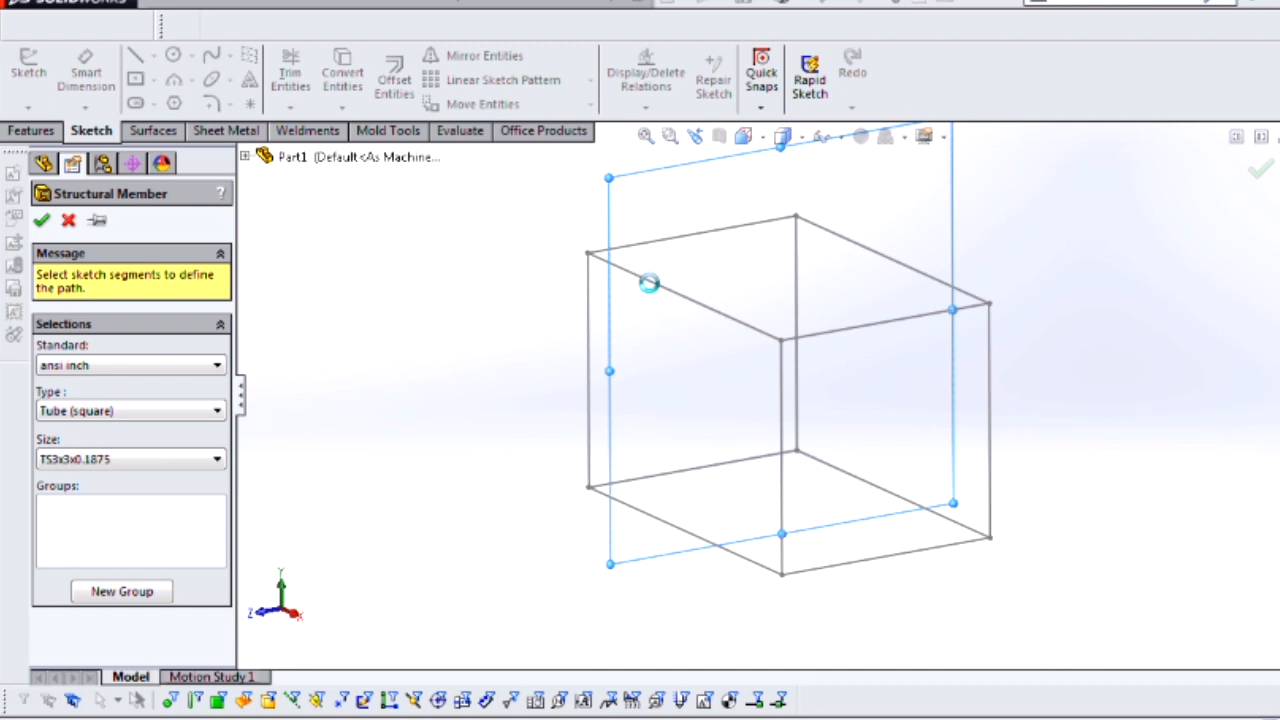 SOLIDWORKS
Sketch
Smart Dimension
Trim Entities
Convert Entities
Offset Entities
Mirror Entities
Linear Sketch Pattern
Move Entities
Display/Delete Relations
Repair Sketch
Quick Snaps
Rapid Sketch
Redo
Features
Sketch
Surfaces
Sheet Metal
Weldments
Mold Tools
Evaluate
Office Products
Part1 (Default<As Machine...
Structural Member
?
Message
Select sketch segments to define
the path.
Selections
Standard:
ansi inch
Type :
Tube (square)
Size:
TS3x3x0.1875
Groups:
New Group
Y
Z
X
Model
Motion Study 1